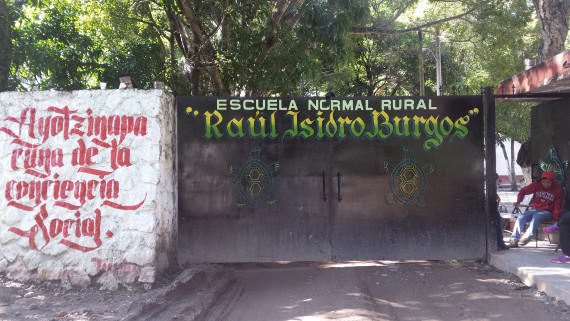 Ayotzinapa
cuna de la
conciencia
Social.
ESCUELA NORMAL RURAL
"Raúl Isidro Burgos"